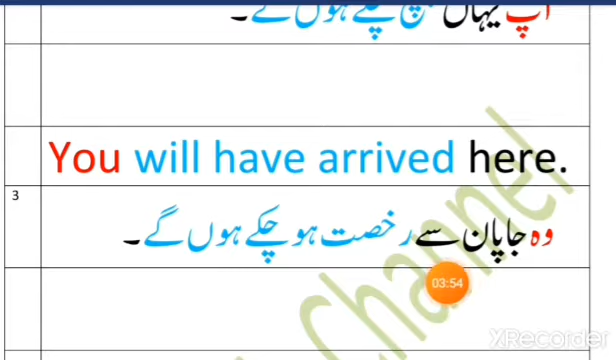 آپ یہاں پہنچ چکے ہوں گے۔
You will have arrived here.
3
وہ جاپان سے رخصت ہو چکے ہوں گے۔
Channel
03:54
XRecorder